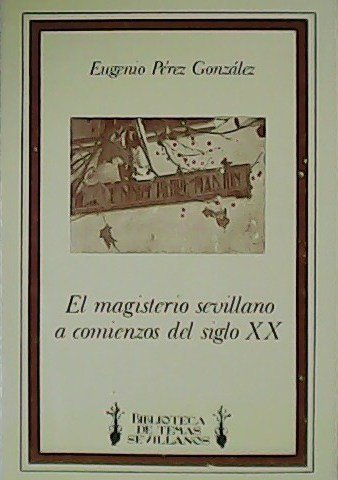 Eugenio Pérez González
El magisterio sevillano
a comienzos del siglo XX
BIBLIOTECA
DE TEMAS
SEVILLANOS